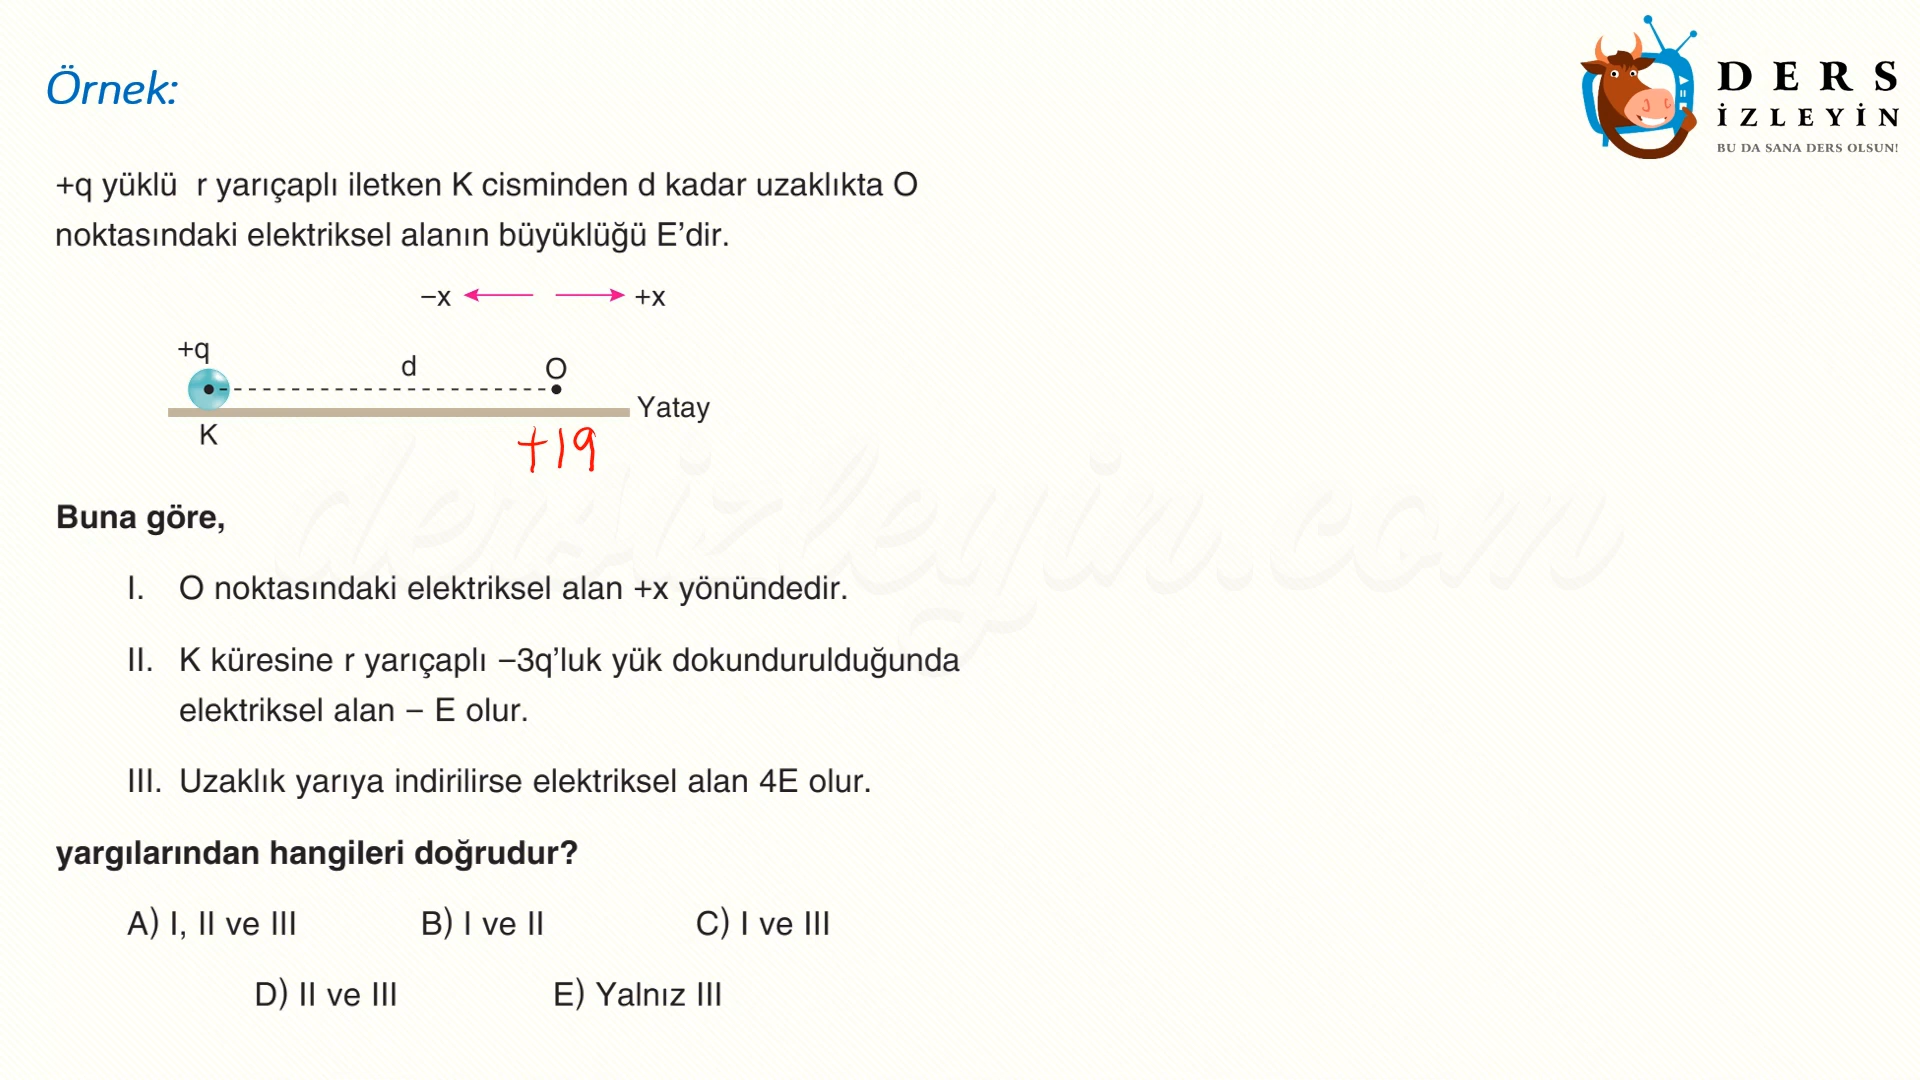 Örnek:
DERS
İZLEYİN
BU DA SANA DERS OLSUN!
+q yüklü r yarıçaplı iletken K cisminden d kadar uzaklıkta O
noktasındaki elektriksel alanın büyüklüğü E’dir.
–x +x
+q
d
O
Yatay
K
+19
dersizleyin.com
Buna göre,
I. O noktasındaki elektriksel alan +x yönündedir.
II. K küresine r yarıçaplı –3q’luk yük dokundurulduğunda
elektriksel alan – E olur.
III. Uzaklık yarıya indirilirse elektriksel alan 4E olur.
yargılarından hangileri doğrudur?
A) I, II ve III B) I ve II C) I ve III
D) II ve III E) Yalnız III